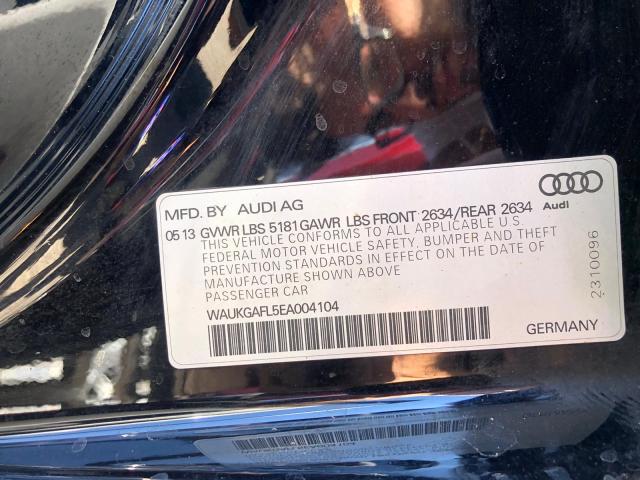 MFD. BY AUDI AG
Audi
0513 GVWR LBS 5181 GAWR LBS FRONT 2634/REAR 2634
THIS VEHICLE CONFORMS TO ALL APPLICABLE U.S.
FEDERAL MOTOR VEHICLE SAFETY, BUMPER AND THEFT
PREVENTION STANDARDS IN EFFECT ON THE DATE OF
MANUFACTURE SHOWN ABOVE
PASSENGER CAR
WAUKGAFL5EA004104
2310096
GERMANY